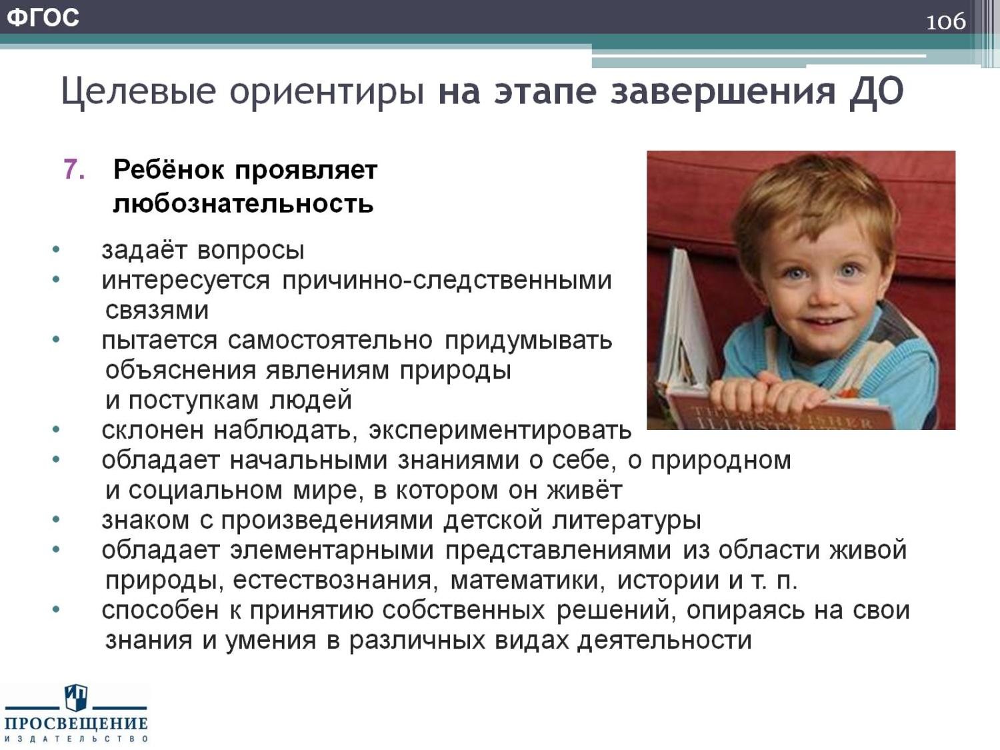 ФГОС
106
Целевые ориентиры на этапе завершения ДО
7. Ребёнок проявляет
любознательность
• задаёт вопросы
• интересуется причинно-следственными
связями
• пытается самостоятельно придумывать
объяснения явлениям природы
и поступкам людей
• склонен наблюдать, экспериментировать
• обладает начальными знаниями о себе, о природном
и социальном мире, в котором он живёт
• знаком с произведениями детской литературы
• обладает элементарными представлениями из области живой
природы, естествознания, математики, истории и т. п.
• способен к принятию собственных решений, опираясь на свои
знания и умения в различных видах деятельности
ИП
ПРОСВЕЩЕНИЕ
ИЗДАТЕЛЬСТВО